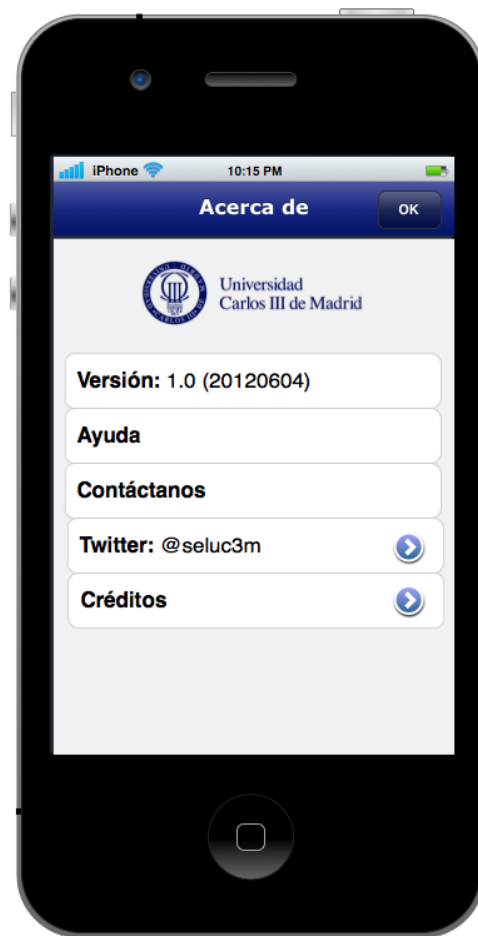 iPhone 10:15 PM
Acerca de OK
Universidad
Carlos III de Madrid
Versión: 1.0 (20120604)
Ayuda
Contáctanos
Twitter: @seluc3m
Créditos